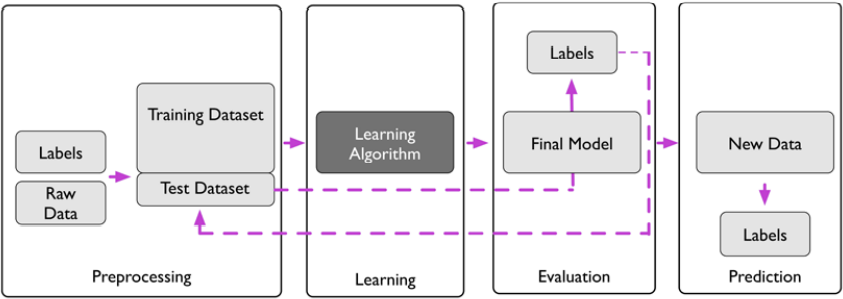 Labels
Raw
Data
Training Dataset
Test Dataset
Preprocessing
Learning
Algorithm
Learning
Labels
Final Model
Evaluation
New Data
Labels
Prediction